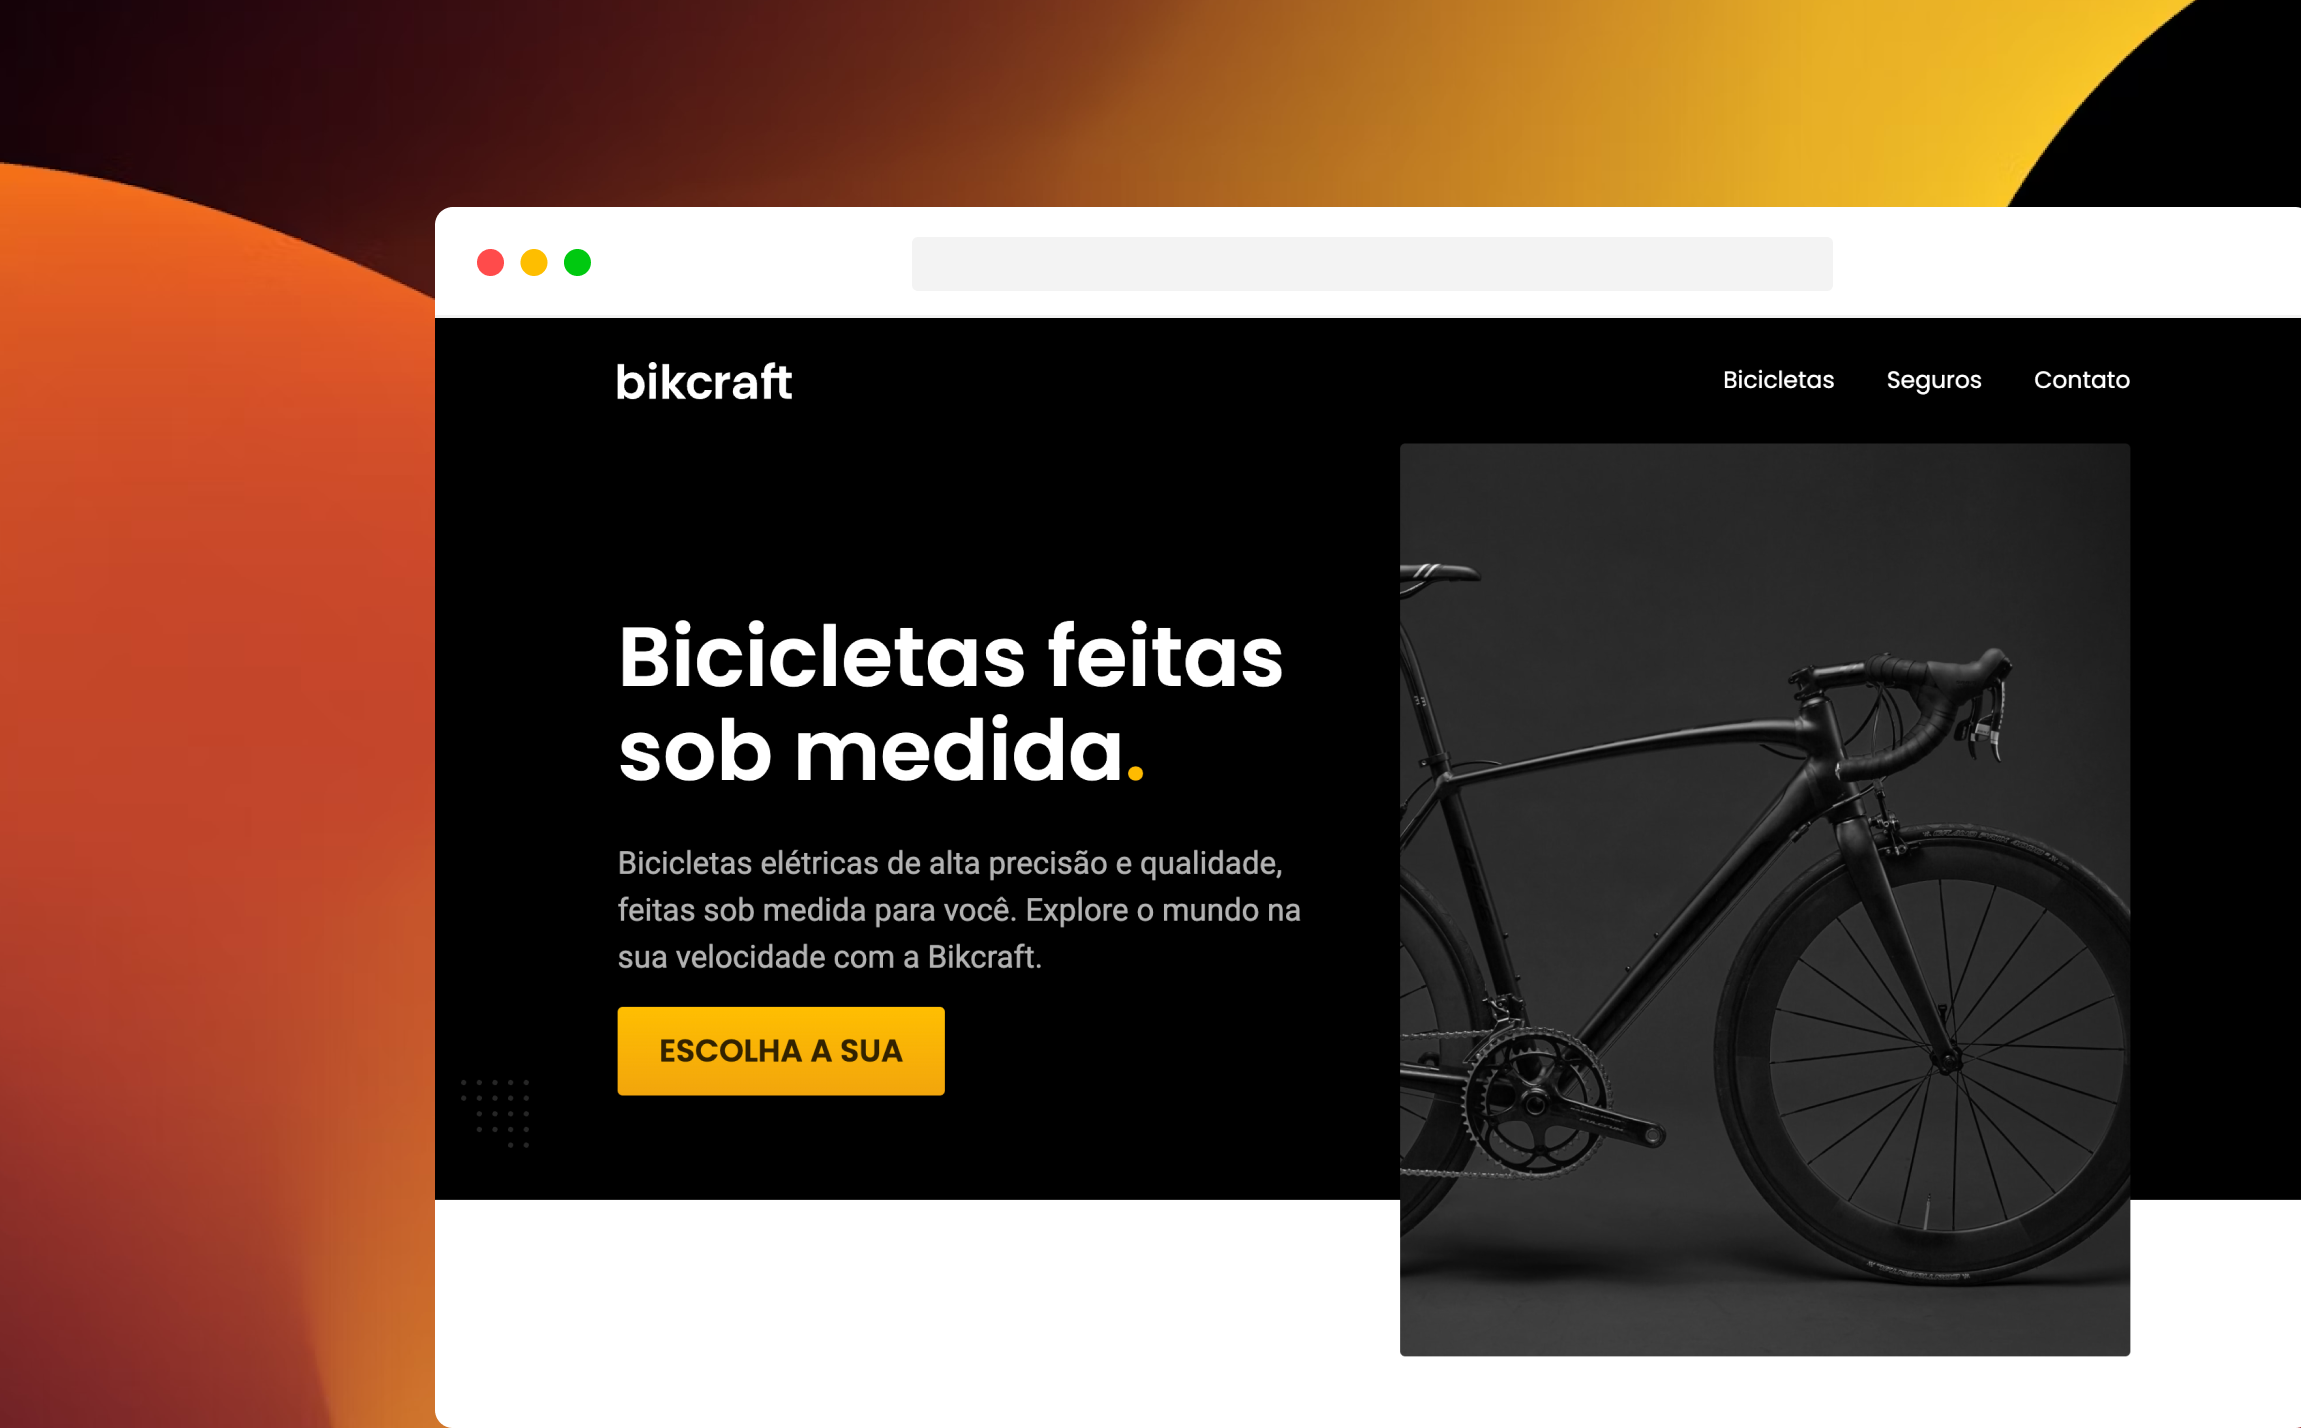 bikcraft
Bicicletas Seguros Contato
Bicicletas feitas
sob medida.
Bicicletas elétricas de alta precisão e qualidade,
feitas sob medida para você. Explore o mundo na
sua velocidade com a Bikcraft.
ESCOLHA A SUA